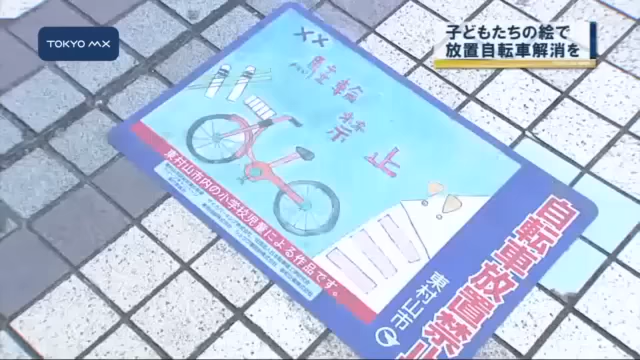 TOKYO MX
子どもたちの絵で
放置自転車解消を
駐輪禁止
東村山市内の小学校児童による作品です。
自転車放置禁
東村山市